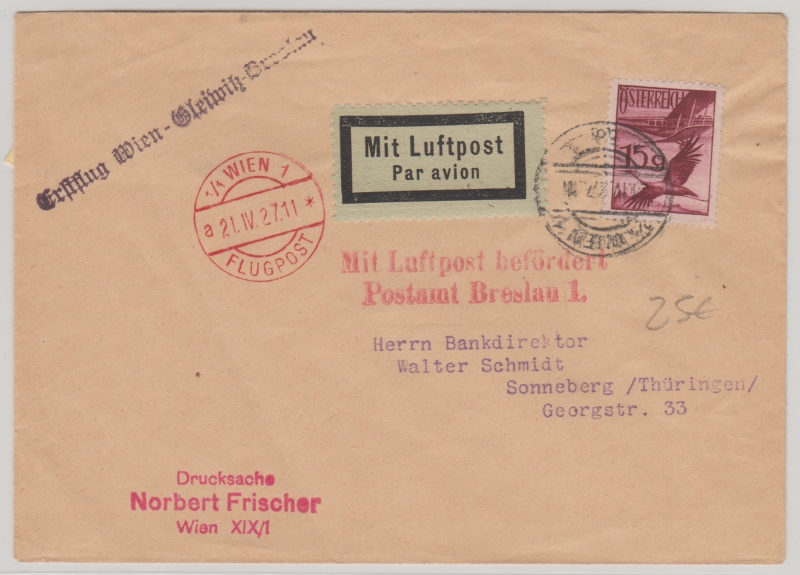 Erstflug Wien-Gleiwitz-Breslau
1/1 WIEN 1
a 21.IV.27.11 *
FLUGPOST
Mit Luftpost
Par avion
ÖSTERREICH
15g
Mit Luftpost befördert
Postamt Breslau 1.
25€
Herrn Bankdirektor
Walter Schmidt
Sonneberg /Thüringen/
Georgstr. 33
Drucksache
Norbert Frischer
Wien XIX/1